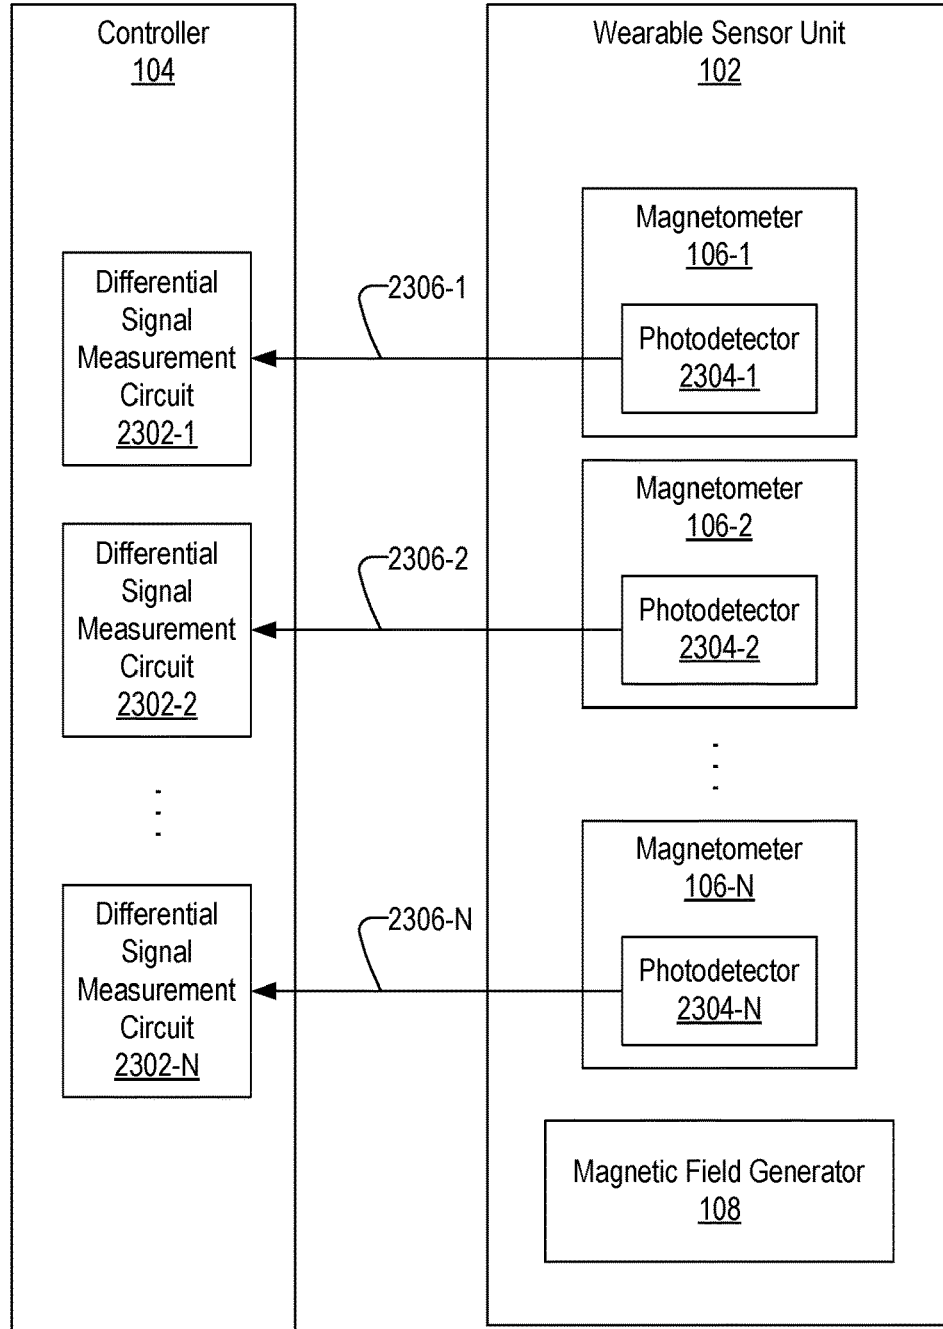 Controller
104
Differential
Signal
Measurement
Circuit
2302-1
Differential
Signal
Measurement
Circuit
2302-2
Differential
Signal
Measurement
Circuit
2302-N
2306-1
2306-2
2306-N
Wearable Sensor Unit
102
Magnetometer
106-1
Photodetector
2304-1
Magnetometer
106-2
Photodetector
2304-2
Magnetometer
106-N
Photodetector
2304-N
Magnetic Field Generator
108